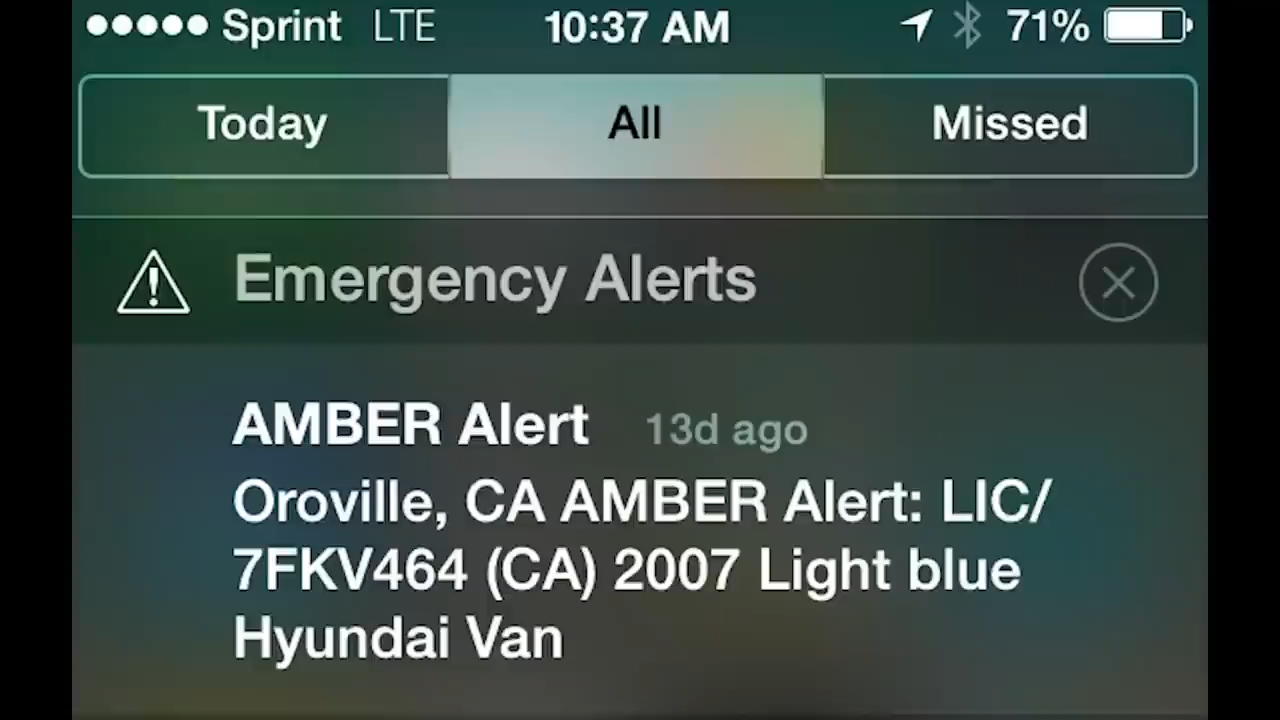 Sprint LTE 10:37 AM 71%
Today All Missed
Emergency Alerts
AMBER Alert 13d ago
Oroville, CA AMBER Alert: LIC/
7FKV464 (CA) 2007 Light blue
Hyundai Van